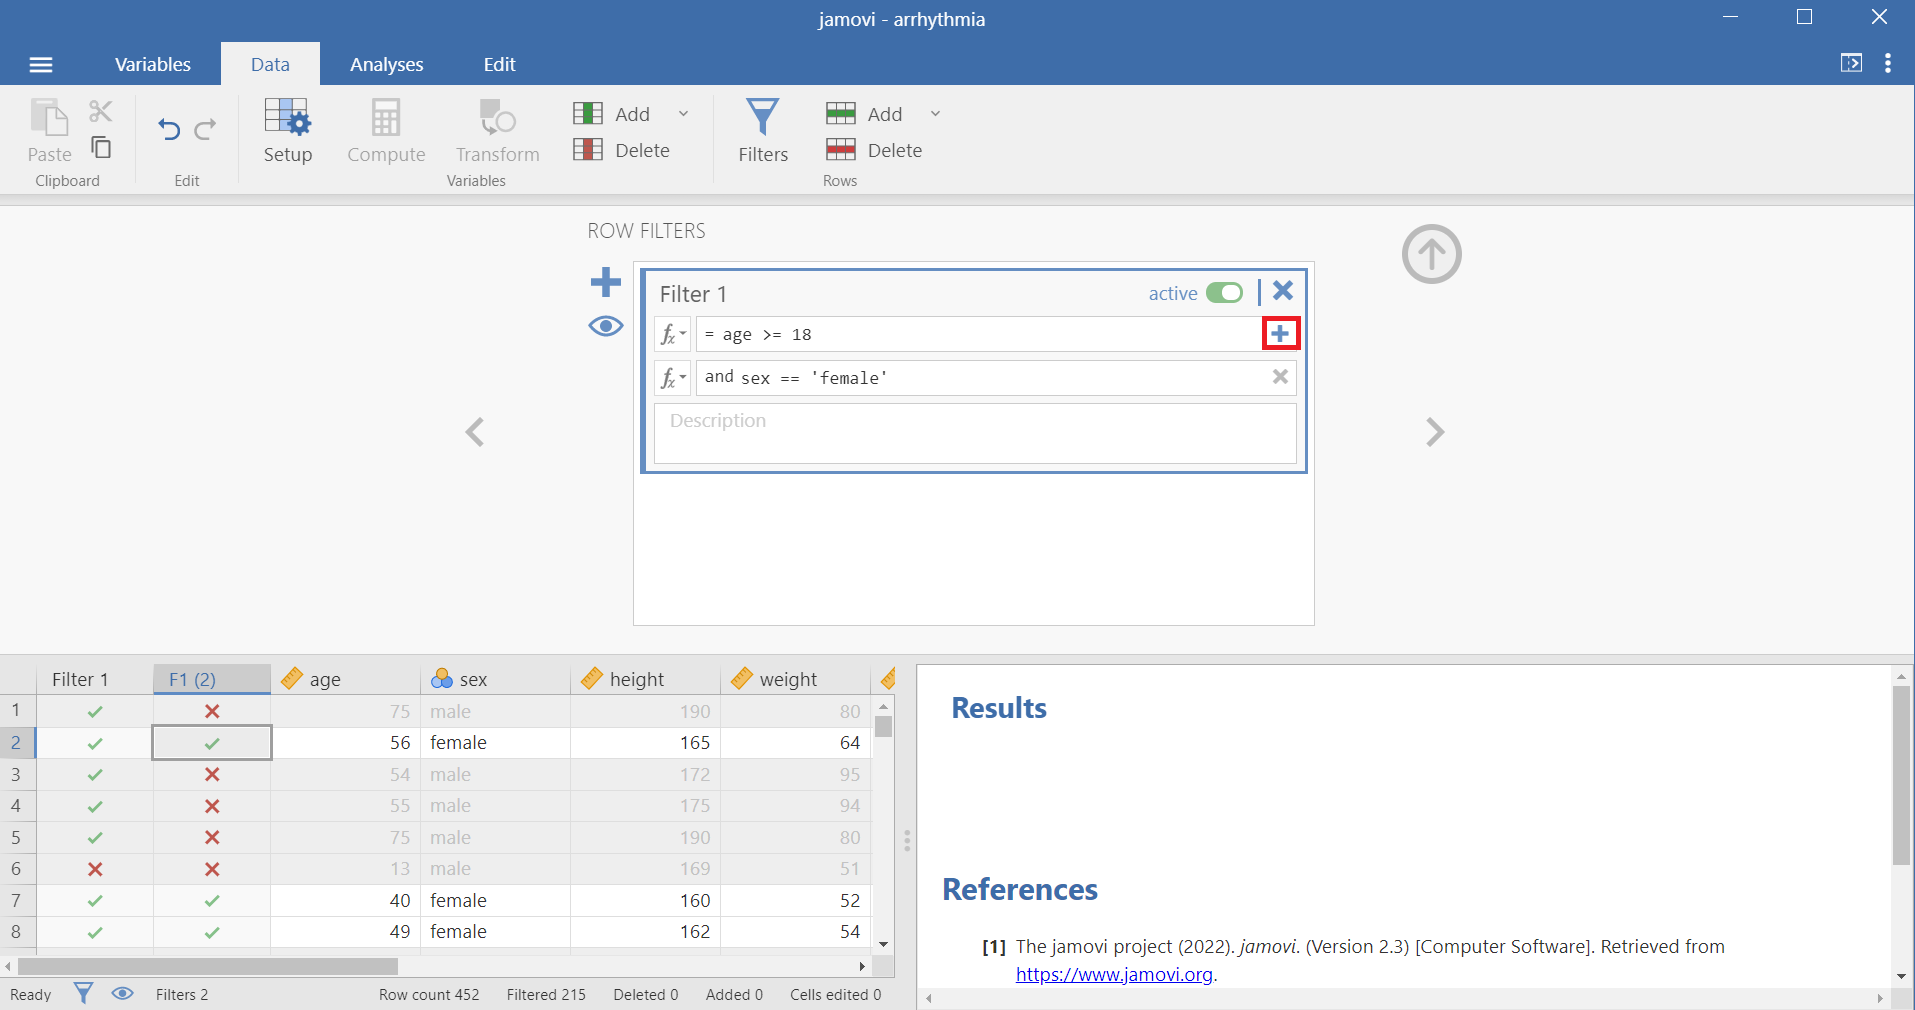 jamovi - arrhythmia
Variables Data Analyses Edit
Paste
Clipboard
Edit
Setup Compute Transform
Add
Delete
Variables
Filters
Add
Delete
Rows
ROW FILTERS
Filter 1 active
fx = age >= 18
fx and sex == 'female'
Description
Filter 1 F1 (2) age sex height weight
1 75 male 190 80
2 56 female 165 64
3 54 male 172 95
4 55 male 175 94
5 75 male 190 80
6 13 male 169 51
7 40 female 160 52
8 49 female 162 54
Ready Filters 2 Row count 452 Filtered 215 Deleted 0 Added 0 Cells edited 0
Results
References
[1] The jamovi project (2022). jamovi. (Version 2.3) [Computer Software]. Retrieved from
https://www.jamovi.org.